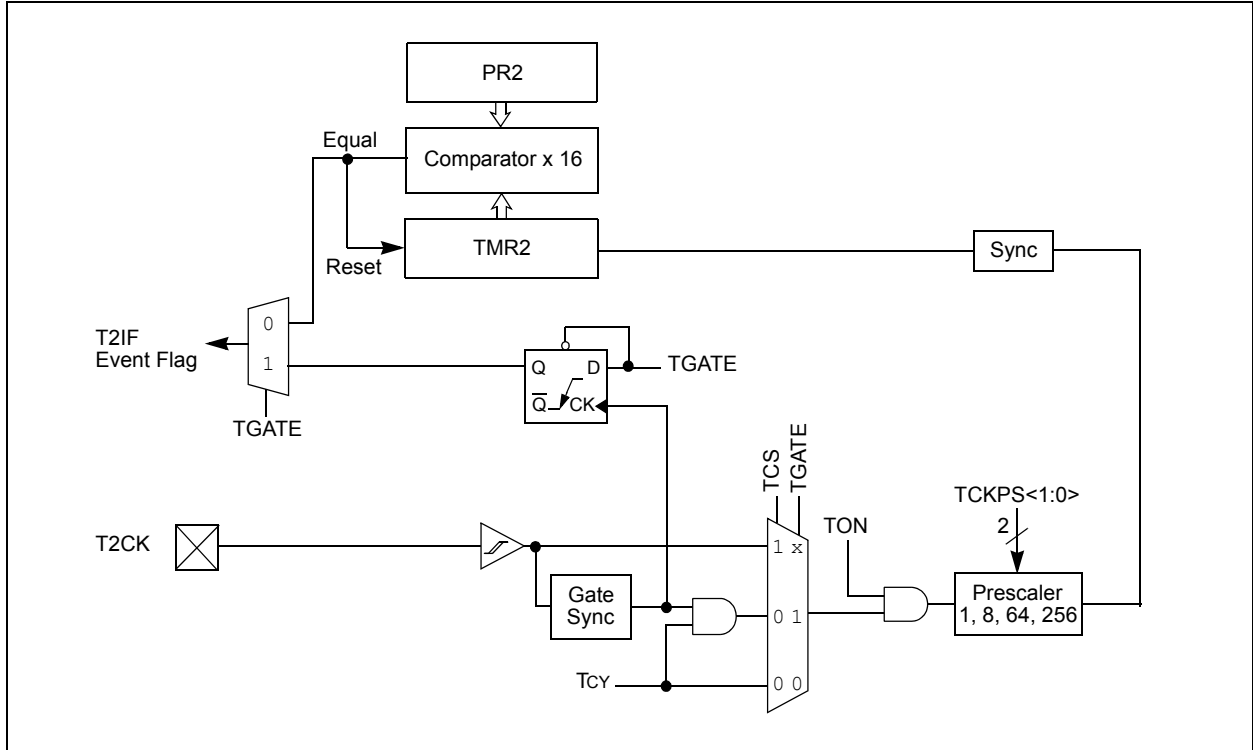 PR2
Equal
Comparator x 16
TMR2
Sync
Reset
0
T2IF
Event Flag
1
Q
D
TGATE
Q
CK
TGATE
TCS
TGATE
TCKPS<1:0>
2
TON
T2CK
1 x
Gate
Sync
0 1
Prescaler
1, 8, 64, 256
TCY
0 0